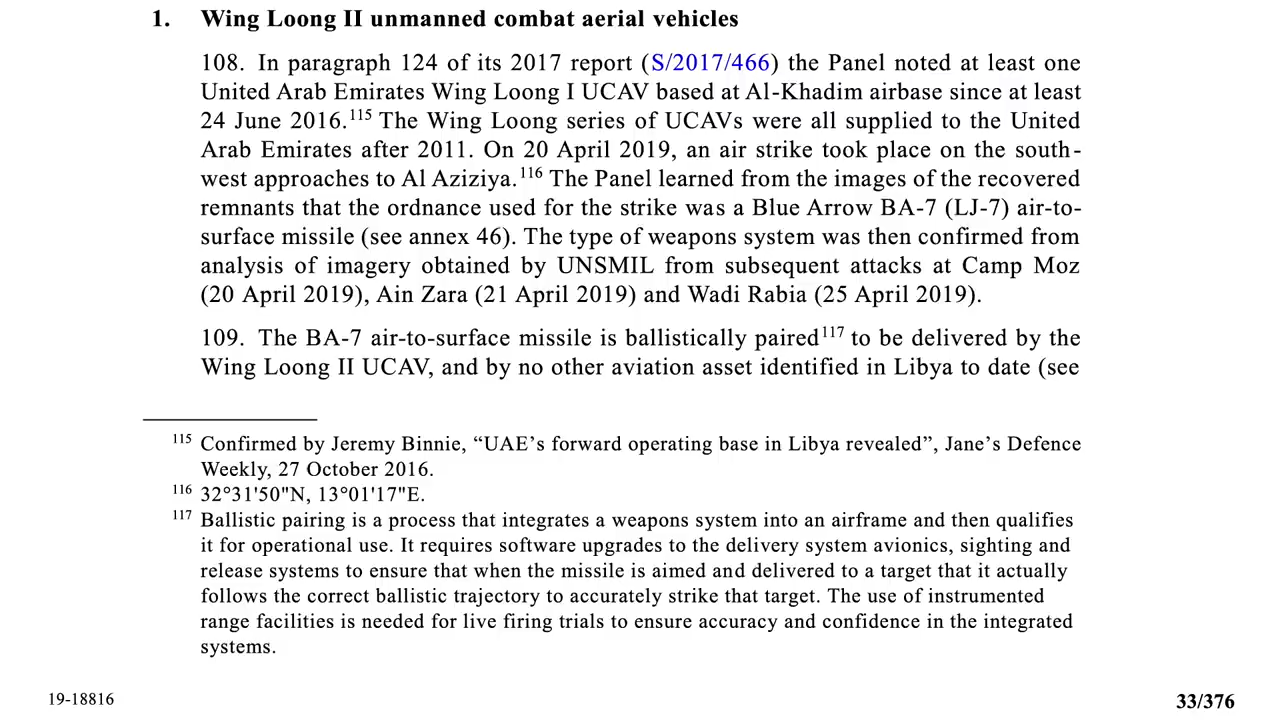 1. Wing Loong II unmanned combat aerial vehicles
108. In paragraph 124 of its 2017 report (S/2017/466) the Panel noted at least one
United Arab Emirates Wing Loong I UCAV based at Al-Khadim airbase since at least
24 June 2016.115 The Wing Loong series of UCAVs were all supplied to the United
Arab Emirates after 2011. On 20 April 2019, an air strike took place on the south-
west approaches to Al Aziziya.116 The Panel learned from the images of the recovered
remnants that the ordnance used for the strike was a Blue Arrow BA-7 (LJ-7) air-to-
surface missile (see annex 46). The type of weapons system was then confirmed from
analysis of imagery obtained by UNSMIL from subsequent attacks at Camp Moz
(20 April 2019), Ain Zara (21 April 2019) and Wadi Rabia (25 April 2019).
109. The BA-7 air-to-surface missile is ballistically paired117 to be delivered by the
Wing Loong II UCAV, and by no other aviation asset identified in Libya to date (see
115 Confirmed by Jeremy Binnie, “UAE’s forward operating base in Libya revealed”, Jane’s Defence
Weekly, 27 October 2016.
116 32°31'50"N, 13°01'17"E.
117 Ballistic pairing is a process that integrates a weapons system into an airframe and then qualifies
it for operational use. It requires software upgrades to the delivery system avionics, sighting and
release systems to ensure that when the missile is aimed and delivered to a target that it actually
follows the correct ballistic trajectory to accurately strike that target. The use of instrumented
range facilities is needed for live firing trials to ensure accuracy and confidence in the integrated
systems.
19-18816
33/376